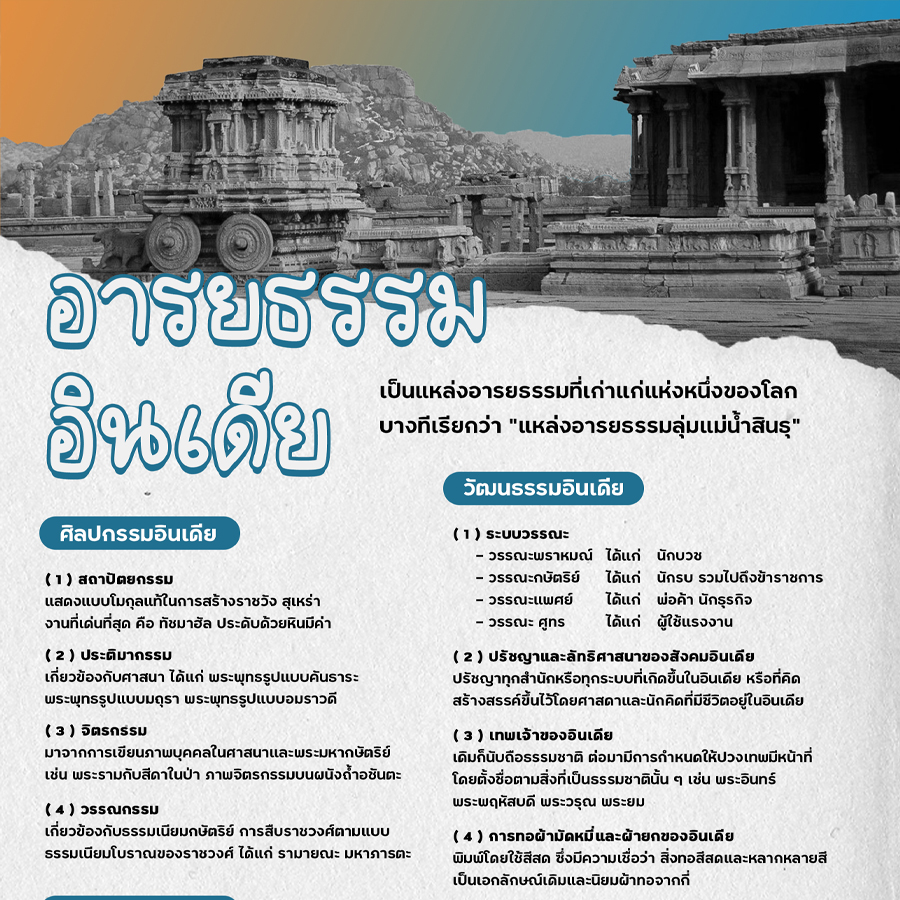 อารยธรรม
อินเดีย
เป็นแหล่งอารยธรรมที่เก่าแก่แห่งหนึ่งของโลก
บางทีเรียกว่า "แหล่งอารยธรรมลุ่มแม่น้ำสินธุ"
ศิลปกรรมอินเดีย
( 1 ) สถาปัตยกรรม
แสดงแบบโมกุลแท้ในการสร้างราชวัง สุเหร่า
งานที่เด่นที่สุด คือ ทัชมาฮัล ประดับด้วยหินมีค่า
( 2 ) ประติมากรรม
เกี่ยวข้องกับศาสนา ได้แก่ พระพุทธรูปแบบคันธาระ
พระพุทธรูปแบบมถุรา พระพุทธรูปแบบอมราวดี
( 3 ) จิตรกรรม
มาจากการเขียนภาพบุคคลในศาสนาและพระมหากษัตริย์
เช่น พระรามกับสีดาในป่า ภาพจิตรกรรมบนผนังถ้ำอชันตะ
( 4 ) วรรณกรรม
เกี่ยวข้องกับธรรมเนียมกษัตริย์ การสืบราชวงศ์ตามแบบ
ธรรมเนียมโบราณของราชวงศ์ ได้แก่ รามายณะ มหาภารตะ
วัฒนธรรมอินเดีย
( 1 ) ระบบวรรณะ
- วรรณะพราหมณ์ ได้แก่ นักบวช
- วรรณะกษัตริย์ ได้แก่ นักรบ รวมไปถึงข้าราชการ
- วรรณะแพศย์ ได้แก่ พ่อค้า นักธุรกิจ
- วรรณะ ศูทร ได้แก่ ผู้ใช้แรงงาน
( 2 ) ปรัชญาและลัทธิศาสนาของสังคมอินเดีย
ปรัชญาทุกสำนักหรือทุกระบบที่เกิดขึ้นในอินเดีย หรือที่คิด
สร้างสรรค์ขึ้นไว้โดยศาสดาและนักคิดที่มีชีวิตอยู่ในอินเดีย
( 3 ) เทพเจ้าของอินเดีย
เดิมก็นับถือธรรมชาติ ต่อมามีการกำหนดให้ปวงเทพมีหน้าที่
โดยตั้งชื่อตามสิ่งที่เป็นธรรมชาตินั้น ๆ เช่น พระอินทร์
พระพฤหัสบดี พระวรุณ พระยม
( 4 ) การทอผ้ามัดหมี่และผ้ายกของอินเดีย
พิมพ์โดยใช้สีสด ซึ่งมีความเชื่อว่า สิ่งทอสีสดและหลากหลายสี
เป็นเอกลักษณ์เดิมและนิยมผ้าทอจากกี่